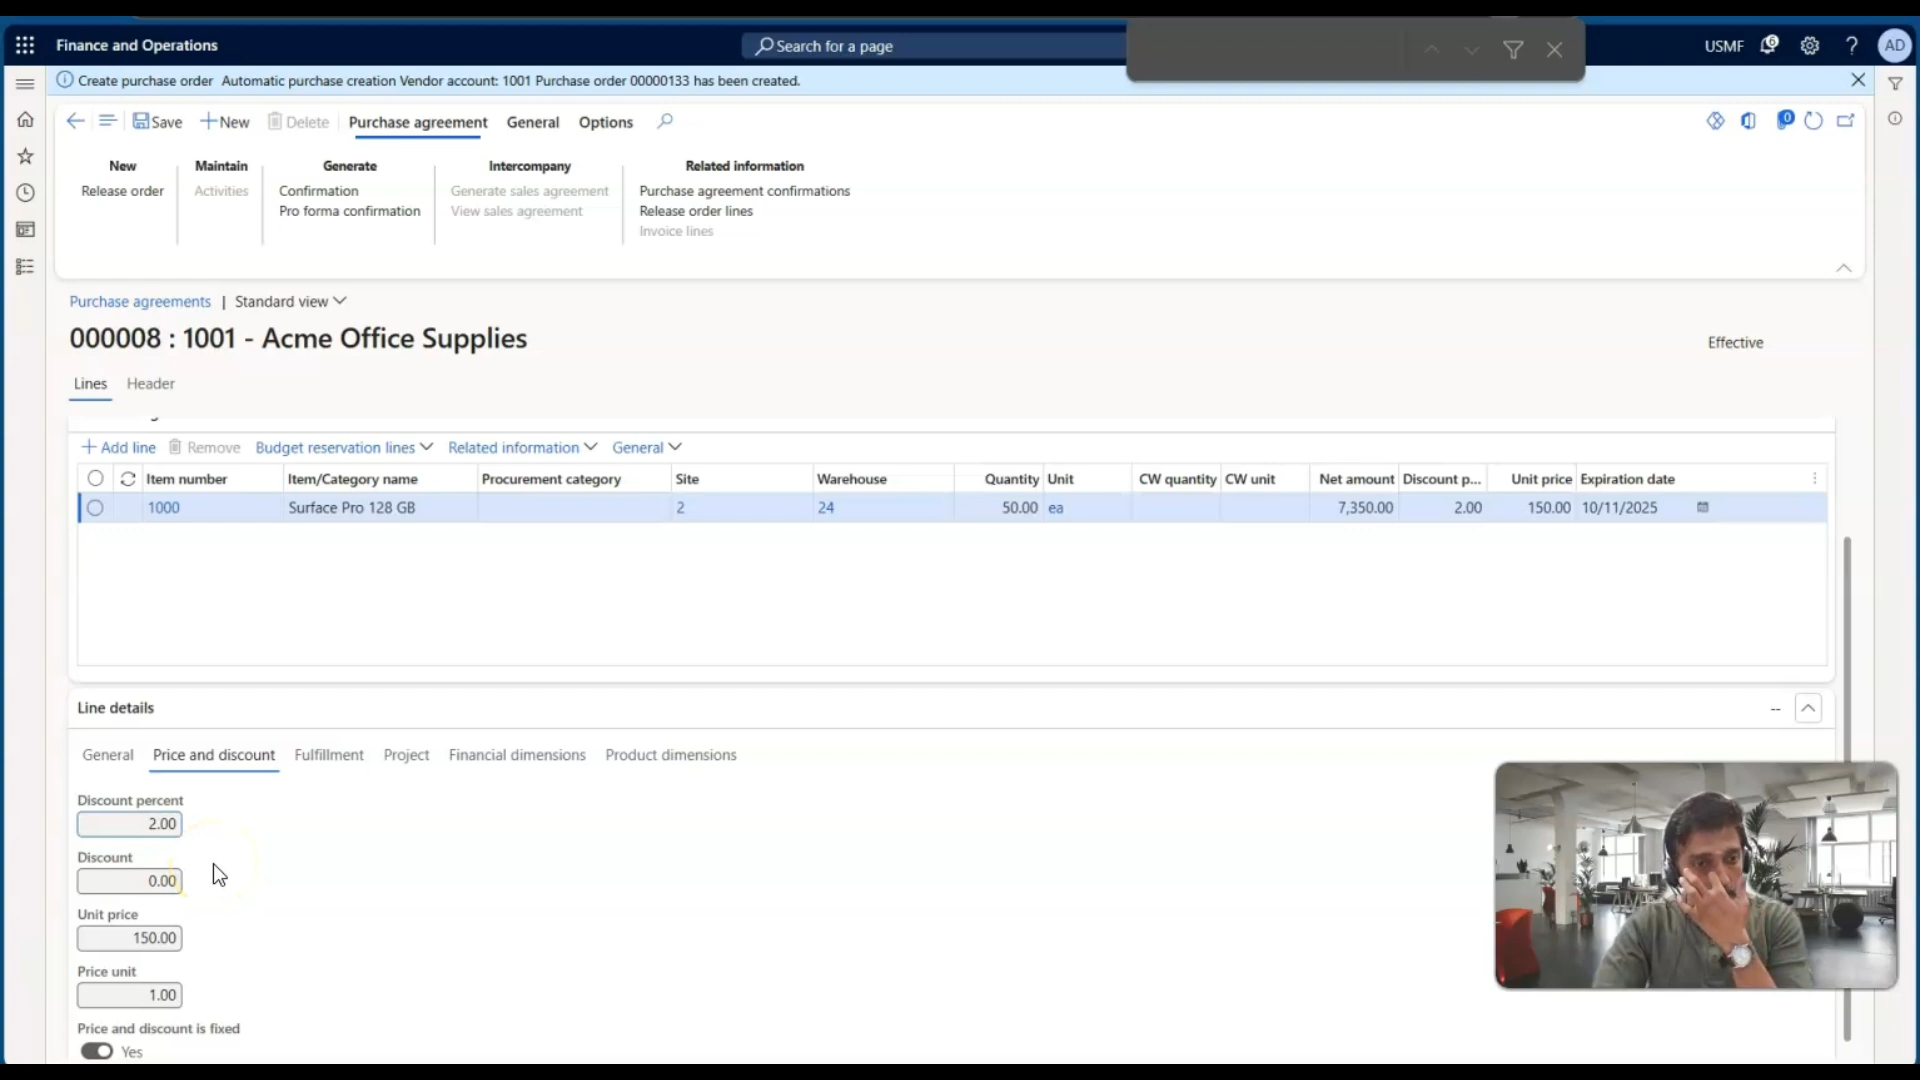 Finance and Operations
Search for a page
USMF
6
?
AD
Create purchase order Automatic purchase creation Vendor account: 1001 Purchase order 00000133 has been created.
Save
New
Delete
Purchase agreement
General
Options
0
New
Maintain
Generate
Intercompany
Related information
Release order
Activities
Confirmation
Generate sales agreement
Purchase agreement confirmations
Pro forma confirmation
View sales agreement
Release order lines
Invoice lines
Purchase agreements | Standard view
000008 : 1001 - Acme Office Supplies
Effective
Lines
Header
+ Add line
Remove
Budget reservation lines
Related information
General
Item number
Item/Category name
Procurement category
Site
Warehouse
Quantity
Unit
CW quantity
CW unit
Net amount
Discount p...
Unit price
Expiration date
1000
Surface Pro 128 GB
2
24
50.00
ea
7,350.00
2.00
150.00
10/11/2025
Line details
--
General
Price and discount
Fulfillment
Project
Financial dimensions
Product dimensions
Discount percent
2.00
Discount
0.00
Unit price
150.00
Price unit
1.00
Price and discount is fixed
Yes